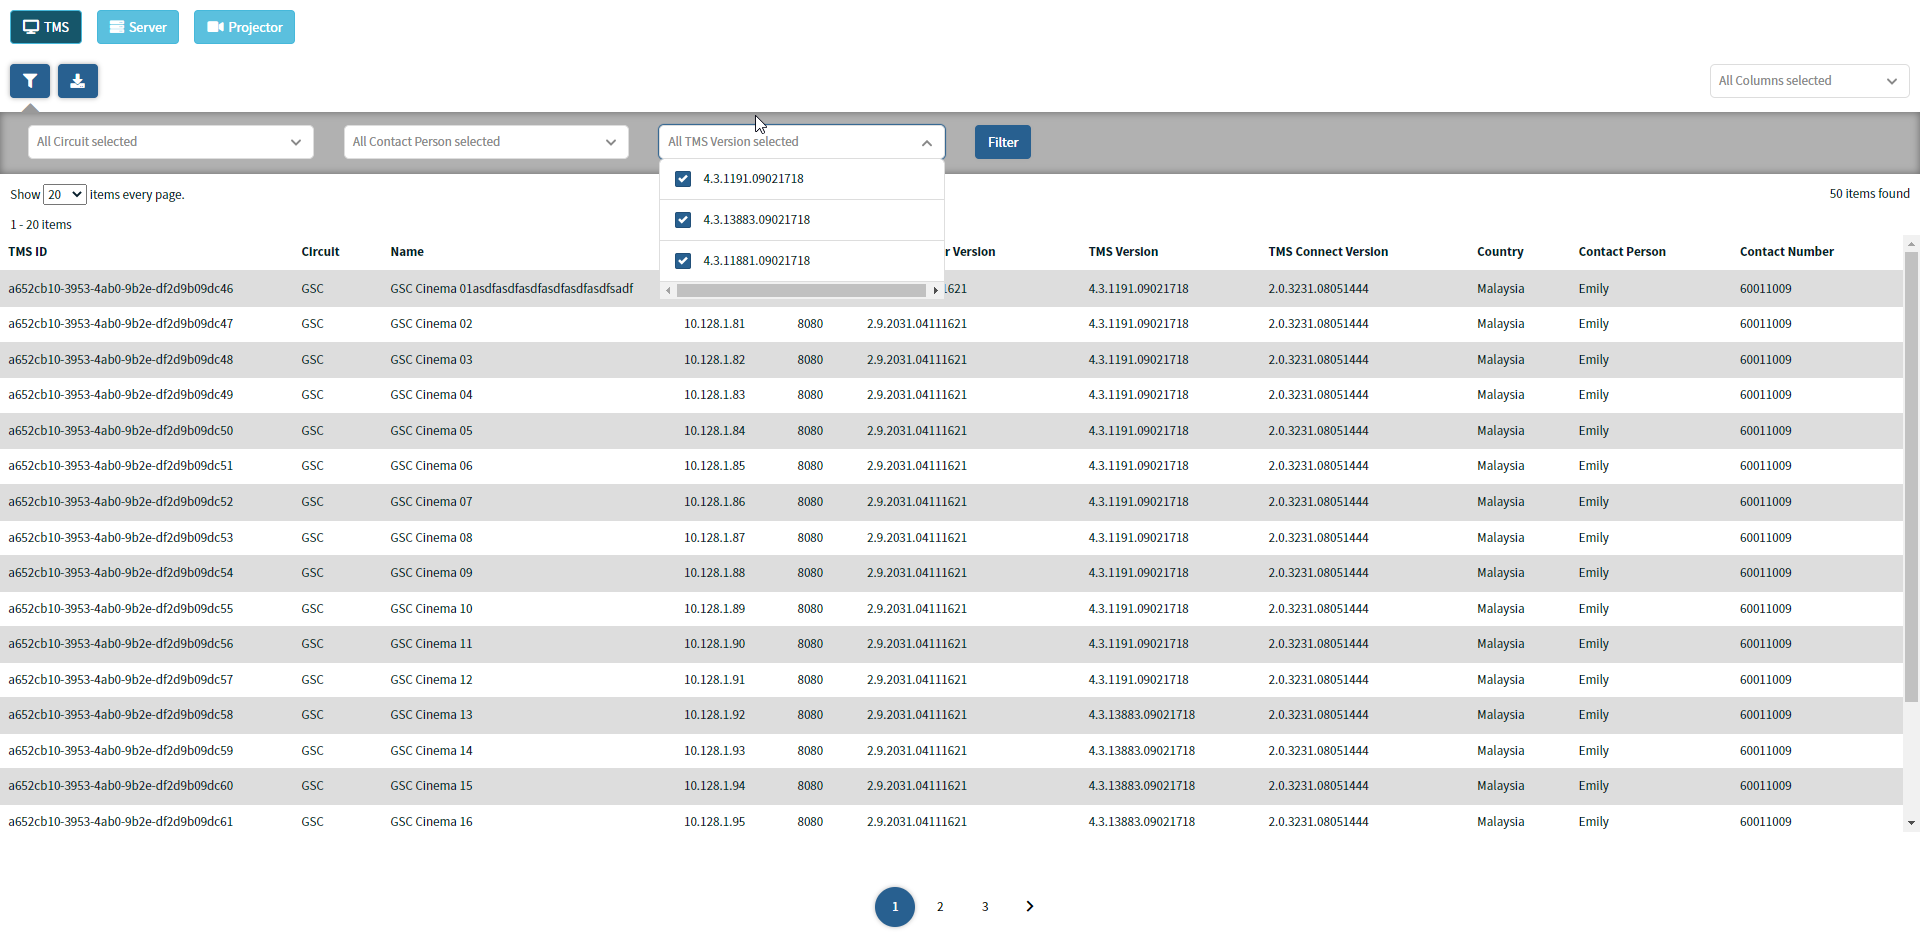 TMS Server Projector
All Columns selected
All Circuit selected All Contact Person selected All TMS Version selected Filter
4.3.1191.09021718
4.3.13883.09021718
4.3.11881.09021718
Show 20 items every page. 50 items found
1 - 20 items
TMS ID Circuit Name r Version TMS Version TMS Connect Version Country Contact Person Contact Number
a652cb10-3953-4ab0-9b2e-df2d9b09dc46 GSC GSC Cinema 01asdfasdfasdfasdfasdfasdfsadf 1621 4.3.1191.09021718 2.0.3231.08051444 Malaysia Emily 60011009
a652cb10-3953-4ab0-9b2e-df2d9b09dc47 GSC GSC Cinema 02 10.128.1.81 8080 2.9.2031.04111621 4.3.1191.09021718 2.0.3231.08051444 Malaysia Emily 60011009
a652cb10-3953-4ab0-9b2e-df2d9b09dc48 GSC GSC Cinema 03 10.128.1.82 8080 2.9.2031.04111621 4.3.1191.09021718 2.0.3231.08051444 Malaysia Emily 60011009
a652cb10-3953-4ab0-9b2e-df2d9b09dc49 GSC GSC Cinema 04 10.128.1.83 8080 2.9.2031.04111621 4.3.1191.09021718 2.0.3231.08051444 Malaysia Emily 60011009
a652cb10-3953-4ab0-9b2e-df2d9b09dc50 GSC GSC Cinema 05 10.128.1.84 8080 2.9.2031.04111621 4.3.1191.09021718 2.0.3231.08051444 Malaysia Emily 60011009
a652cb10-3953-4ab0-9b2e-df2d9b09dc51 GSC GSC Cinema 06 10.128.1.85 8080 2.9.2031.04111621 4.3.1191.09021718 2.0.3231.08051444 Malaysia Emily 60011009
a652cb10-3953-4ab0-9b2e-df2d9b09dc52 GSC GSC Cinema 07 10.128.1.86 8080 2.9.2031.04111621 4.3.1191.09021718 2.0.3231.08051444 Malaysia Emily 60011009
a652cb10-3953-4ab0-9b2e-df2d9b09dc53 GSC GSC Cinema 08 10.128.1.87 8080 2.9.2031.04111621 4.3.1191.09021718 2.0.3231.08051444 Malaysia Emily 60011009
a652cb10-3953-4ab0-9b2e-df2d9b09dc54 GSC GSC Cinema 09 10.128.1.88 8080 2.9.2031.04111621 4.3.1191.09021718 2.0.3231.08051444 Malaysia Emily 60011009
a652cb10-3953-4ab0-9b2e-df2d9b09dc55 GSC GSC Cinema 10 10.128.1.89 8080 2.9.2031.04111621 4.3.1191.09021718 2.0.3231.08051444 Malaysia Emily 60011009
a652cb10-3953-4ab0-9b2e-df2d9b09dc56 GSC GSC Cinema 11 10.128.1.90 8080 2.9.2031.04111621 4.3.1191.09021718 2.0.3231.08051444 Malaysia Emily 60011009
a652cb10-3953-4ab0-9b2e-df2d9b09dc57 GSC GSC Cinema 12 10.128.1.91 8080 2.9.2031.04111621 4.3.1191.09021718 2.0.3231.08051444 Malaysia Emily 60011009
a652cb10-3953-4ab0-9b2e-df2d9b09dc58 GSC GSC Cinema 13 10.128.1.92 8080 2.9.2031.04111621 4.3.13883.09021718 2.0.3231.08051444 Malaysia Emily 60011009
a652cb10-3953-4ab0-9b2e-df2d9b09dc59 GSC GSC Cinema 14 10.128.1.93 8080 2.9.2031.04111621 4.3.13883.09021718 2.0.3231.08051444 Malaysia Emily 60011009
a652cb10-3953-4ab0-9b2e-df2d9b09dc60 GSC GSC Cinema 15 10.128.1.94 8080 2.9.2031.04111621 4.3.13883.09021718 2.0.3231.08051444 Malaysia Emily 60011009
a652cb10-3953-4ab0-9b2e-df2d9b09dc61 GSC GSC Cinema 16 10.128.1.95 8080 2.9.2031.04111621 4.3.13883.09021718 2.0.3231.08051444 Malaysia Emily 60011009
1 2 3